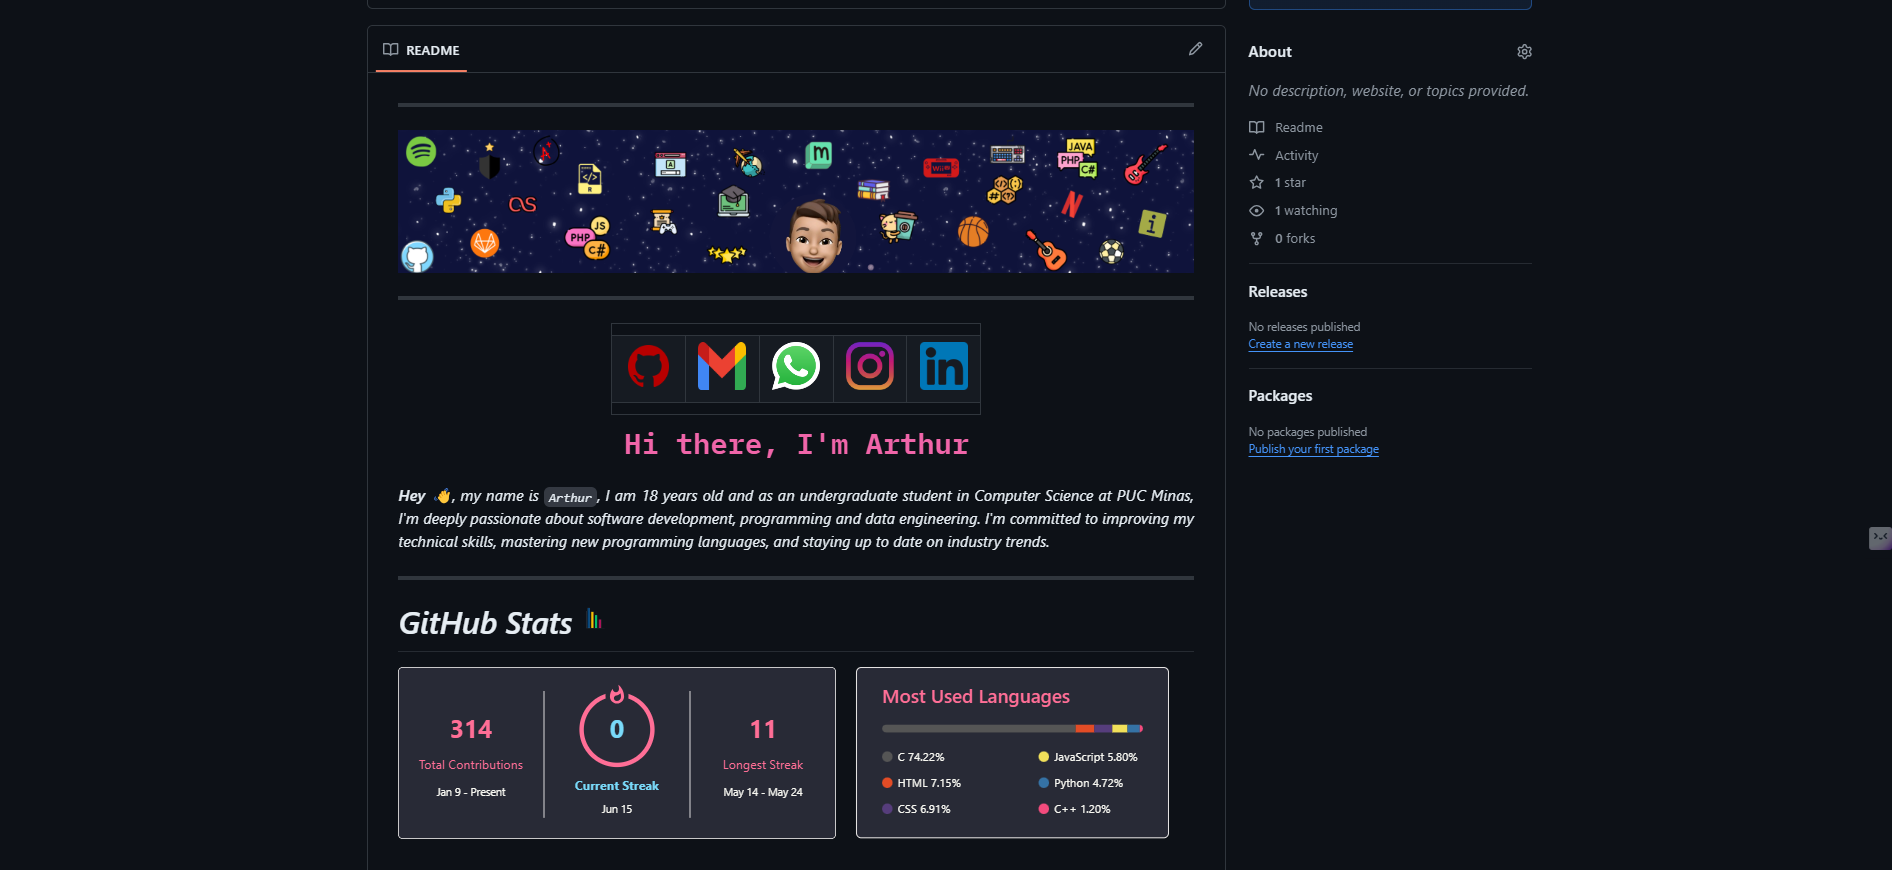 README
JAVA
PHP
C#
PHP
JS
C#
Hi there, I'm Arthur
Hey 👋, my name is Arthur, I am 18 years old and as an undergraduate student in Computer Science at PUC Minas,
I'm deeply passionate about software development, programming and data engineering. I'm committed to improving my
technical skills, mastering new programming languages, and staying up to date on industry trends.
GitHub Stats
314
Total Contributions
Jan 9 - Present
0
Current Streak
Jun 15
11
Longest Streak
May 14 - May 24
Most Used Languages
C 74.22%
JavaScript 5.80%
HTML 7.15%
Python 4.72%
CSS 6.91%
C++ 1.20%
About
No description, website, or topics provided.
Readme
Activity
1 star
1 watching
0 forks
Releases
No releases published
Create a new release
Packages
No packages published
Publish your first package